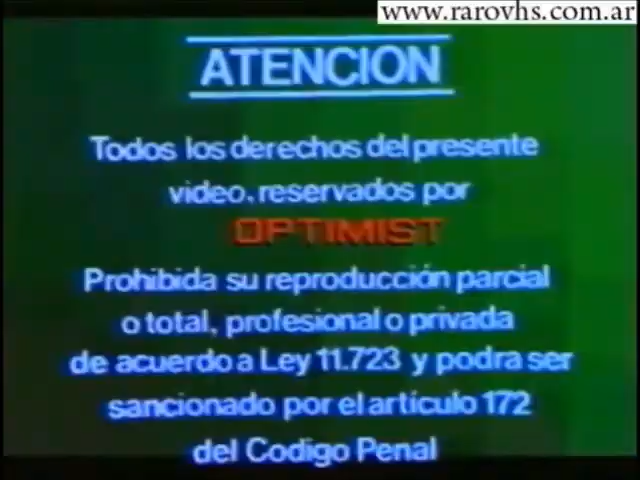 www.rarovhs.com.ar
ATENCION
Todos los derechos del presente
video, reservados por
OPTIMIST
Prohibida su reproducción parcial
o total, profesional o privada
de acuerdo a Ley 11.723 y podra ser
sancionado por el artículo 172
del Codigo Penal